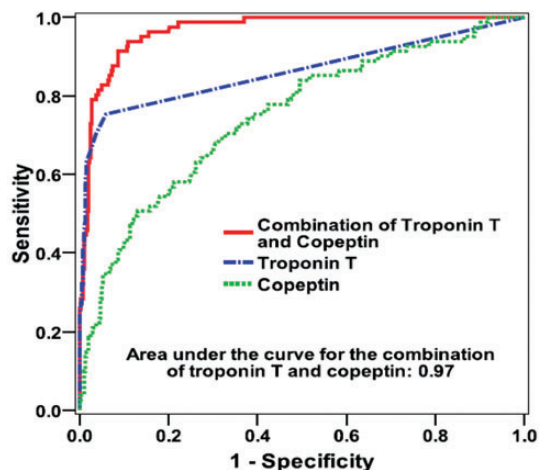 1.0
0.8
0.6
0.4
0.2
0.0
Sensitivity
Combination of Troponin T
and Copeptin
Troponin T
Copeptin
Area under the curve for the combination
of troponin T and copeptin: 0.97
0.0 0.2 0.4 0.6 0.8 1.0
1 - Specificity